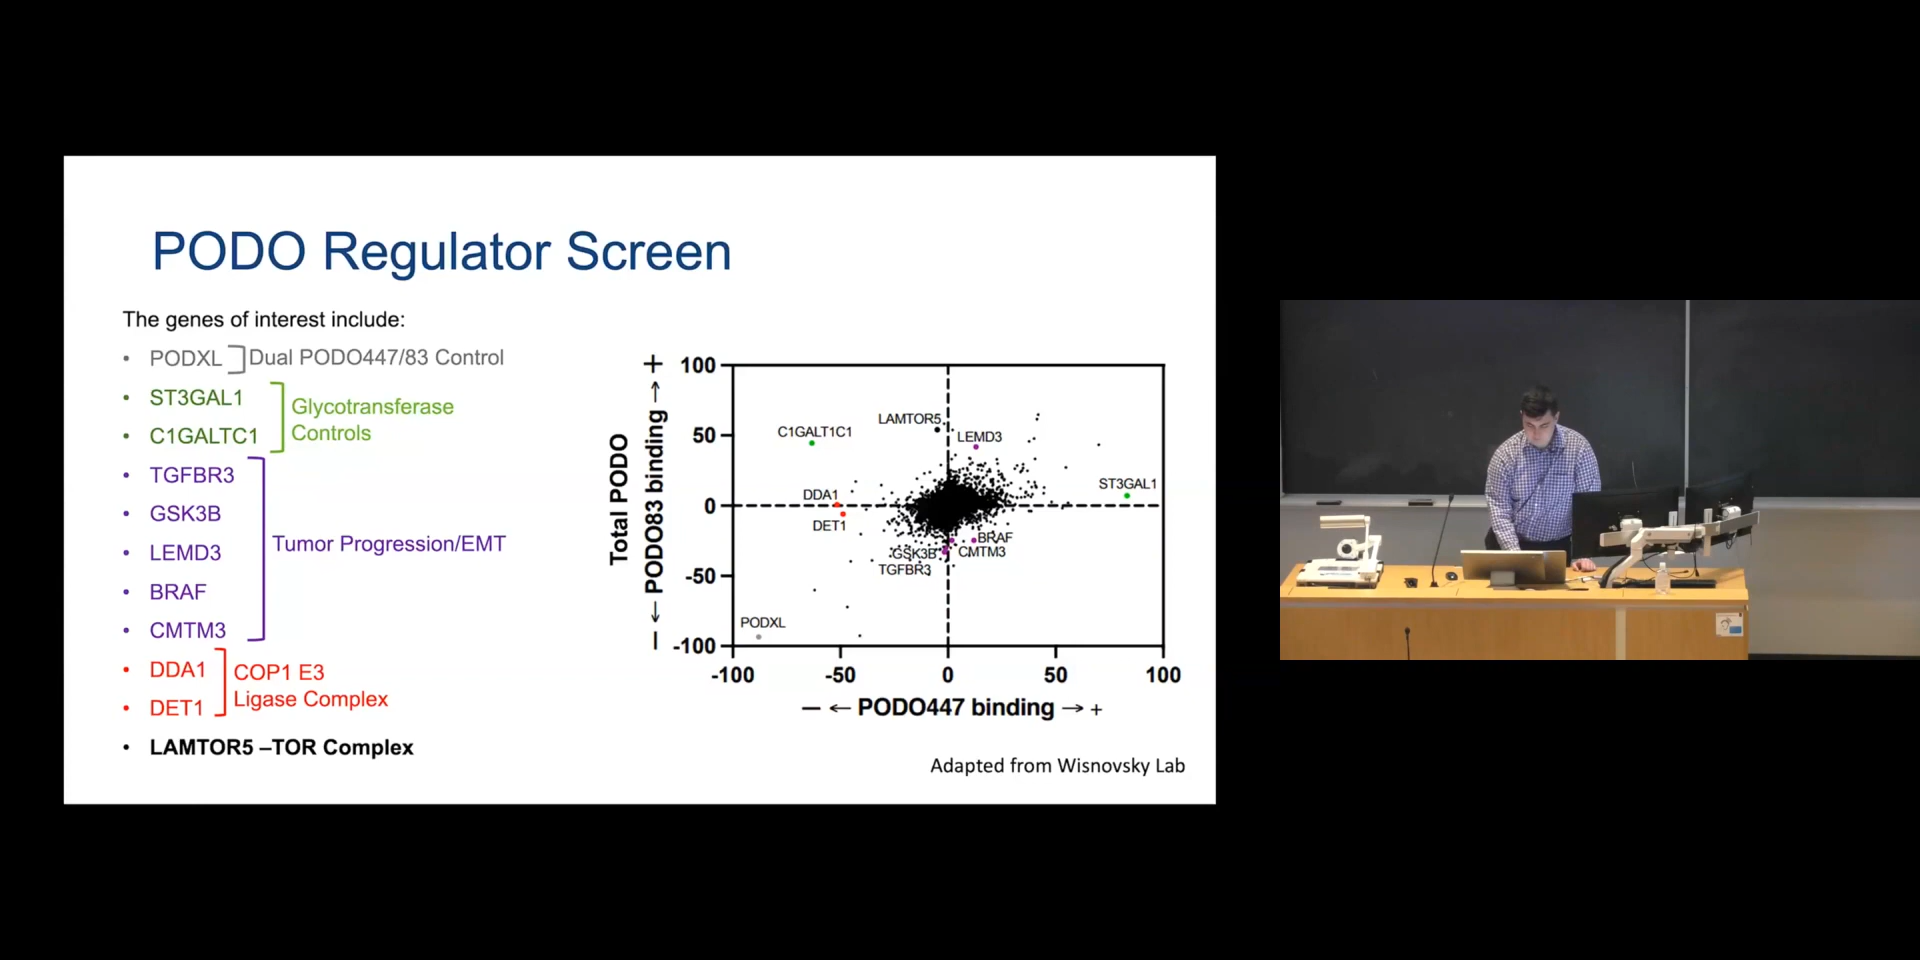 PODO Regulator Screen
The genes of interest include:
• PODXL Dual PODO447/83 Control
• ST3GAL1
• C1GALTC1
Glycotransferase
Controls
• TGFBR3
• GSK3B
• LEMD3
• BRAF
• CMTM3
Tumor Progression/EMT
• DDA1
• DET1
COP1 E3
Ligase Complex
• LAMTOR5 –TOR Complex
Total PODO
— ← PODO83 binding → +
100
50
0
-50
-100
C1GALT1C1
LAMTOR5
LEMD3
ST3GAL1
DDA1
DET1
BRAF
GSK3B
CMTM3
TGFBR3
PODXL
-100 -50 0 50 100
— ← PODO447 binding → +
Adapted from Wisnovsky Lab